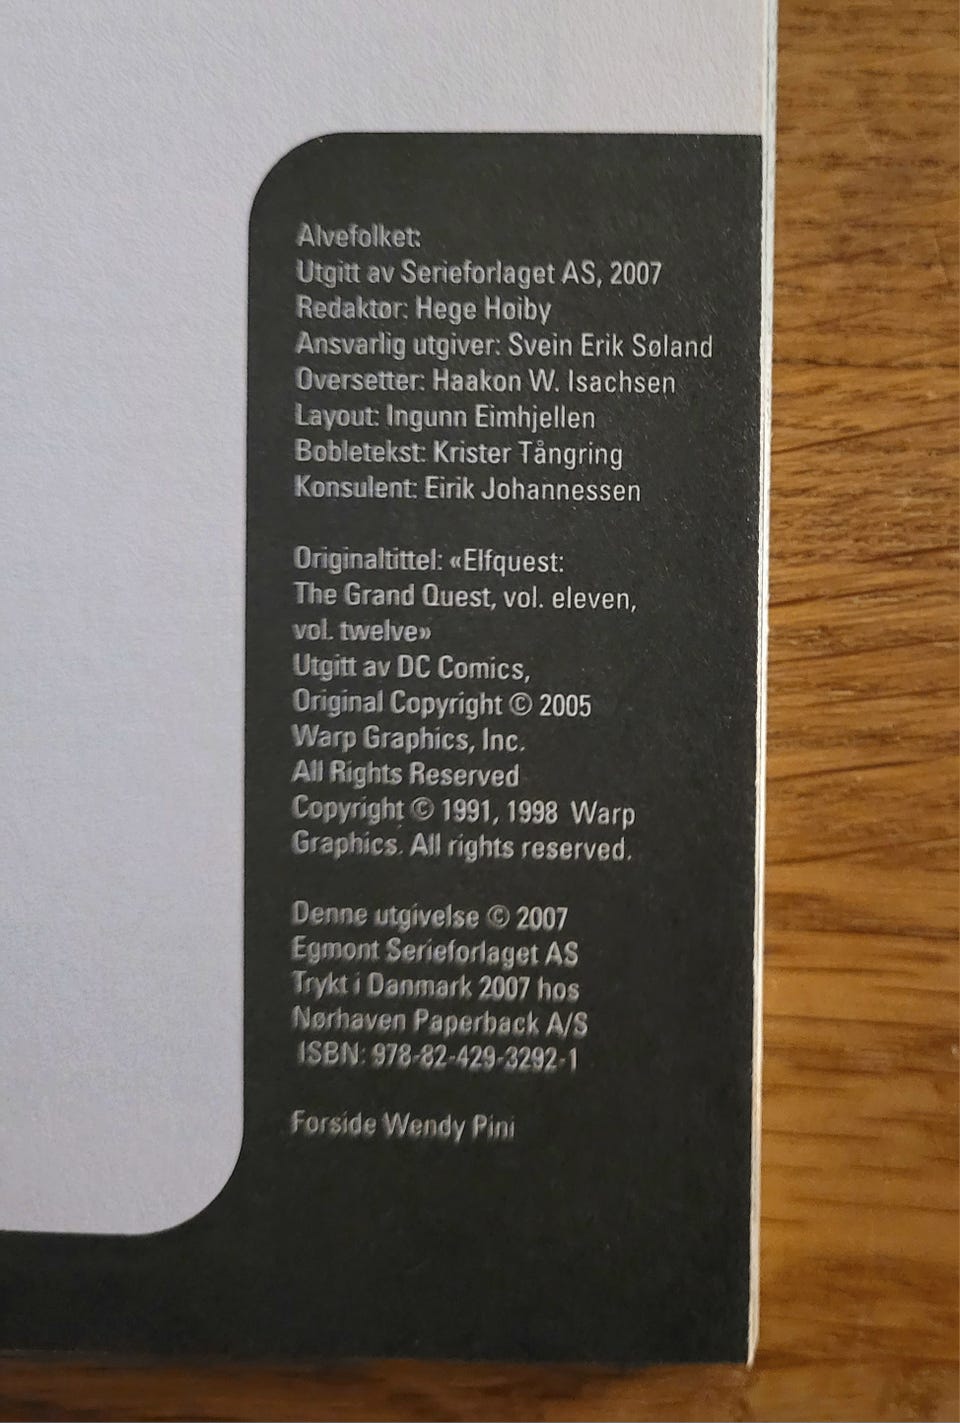 Alvefolket:
Utgitt av Serieforlaget AS, 2007
Redaktør: Hege Høiby
Ansvarlig utgiver: Svein Erik Søland
Oversetter: Haakon W. Isachsen
Layout: Ingunn Eimhjellen
Bobletekst: Krister Tångring
Konsulent: Eirik Johannessen
Originaltittel: «Elfquest:
The Grand Quest, vol. eleven,
vol. twelve»
Utgitt av DC Comics,
Original Copyright © 2005
Warp Graphics, Inc.
All Rights Reserved
Copyright © 1991, 1998 Warp
Graphics. All rights reserved.
Denne utgivelse © 2007
Egmont Serieforlaget AS
Trykt i Danmark 2007 hos
Nørhaven Paperback A/S
ISBN: 978-82-429-3292-1
Forside Wendy Pini